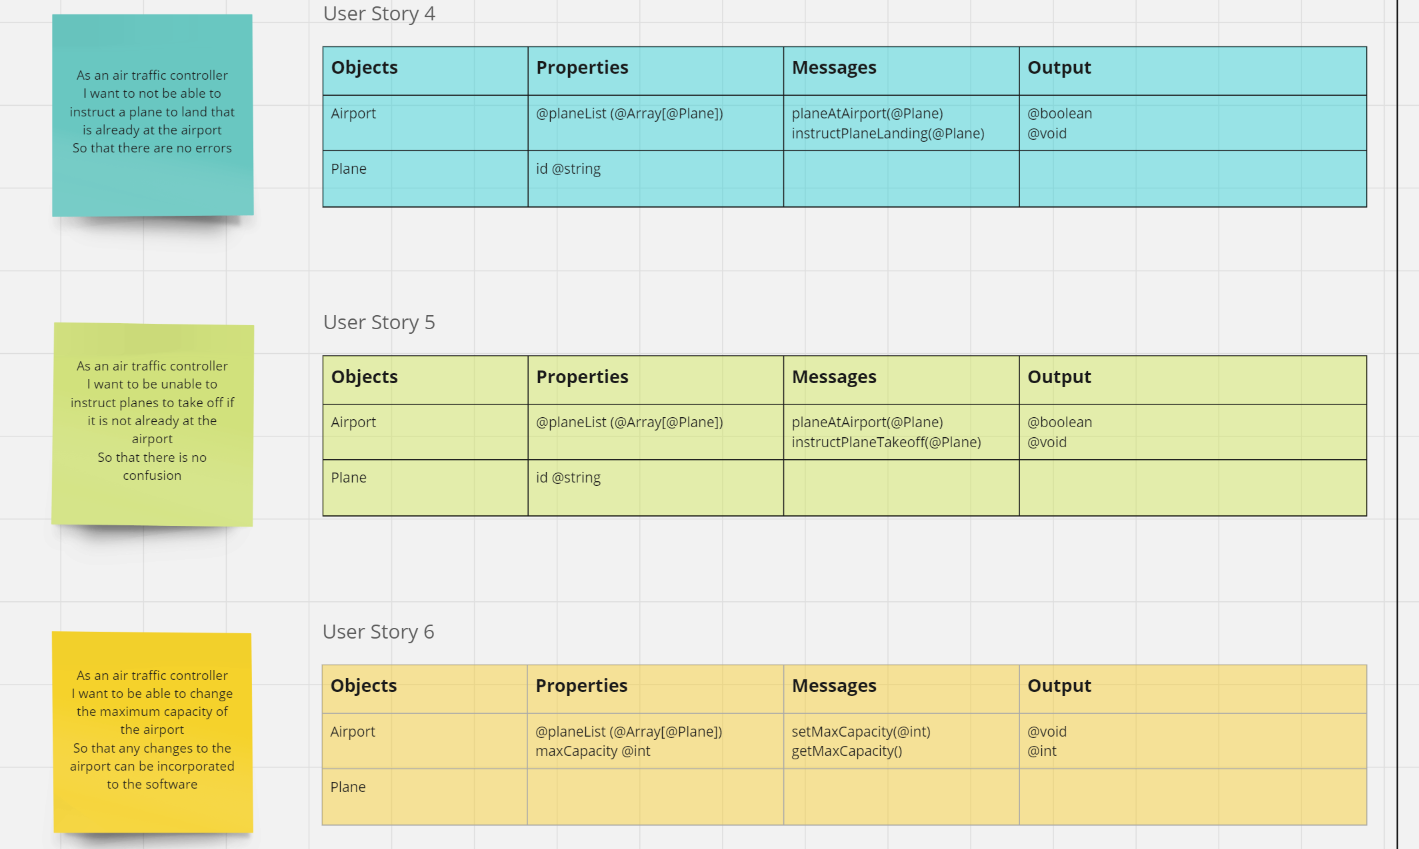 User Story 4
As an air traffic controller
I want to not be able to
instruct a plane to land that
is already at the airport
So that there are no errors
Objects Properties Messages Output
Airport @planeList (@Array[@Plane]) planeAtAirport(@Plane) @boolean
instructPlaneLanding(@Plane) @void
Plane id @string
User Story 5
As an air traffic controller
I want to be unable to
instruct planes to take off if
it is not already at the
airport
So that there is no
confusion
Objects Properties Messages Output
Airport @planeList (@Array[@Plane]) planeAtAirport(@Plane) @boolean
instructPlaneTakeoff(@Plane) @void
Plane id @string
User Story 6
As an air traffic controller
I want to be able to change
the maximum capacity of
the airport
So that any changes to the
airport can be incorporated
to the software
Objects Properties Messages Output
Airport @planeList (@Array[@Plane]) setMaxCapacity(@int) @void
maxCapacity @int getMaxCapacity() @int
Plane